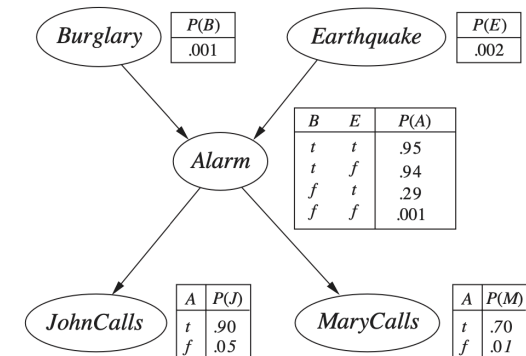 Burglary
P(B)
.001
Earthquake
P(E)
.002
Alarm
B E P(A)
t t .95
t f .94
f t .29
f f .001
JohnCalls
A P(J)
t .90
f .05
MaryCalls
A P(M)
t .70
f .01